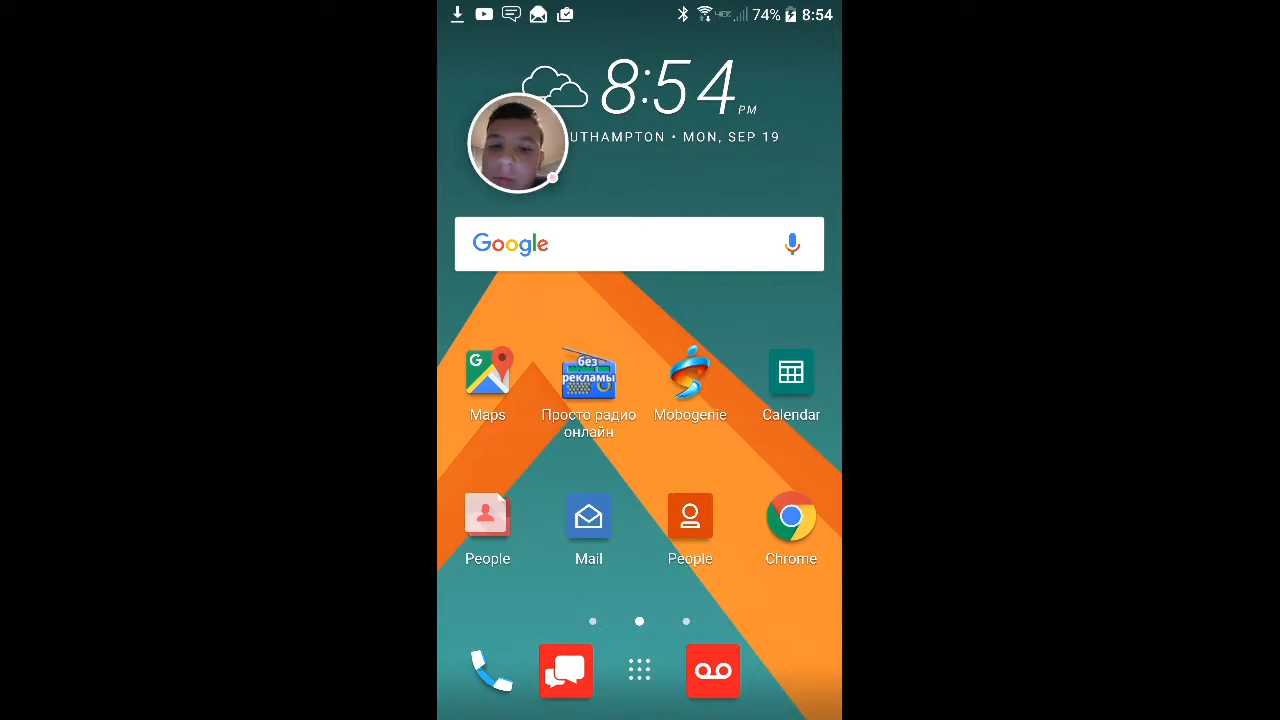 74% 8:54
8:54 PM
UTHAMPTON • MON, SEP 19
Google
G
без
рекламы
Maps
Просто радио
онлайн
Mobogenie
Calendar
People
Mail
People
Chrome